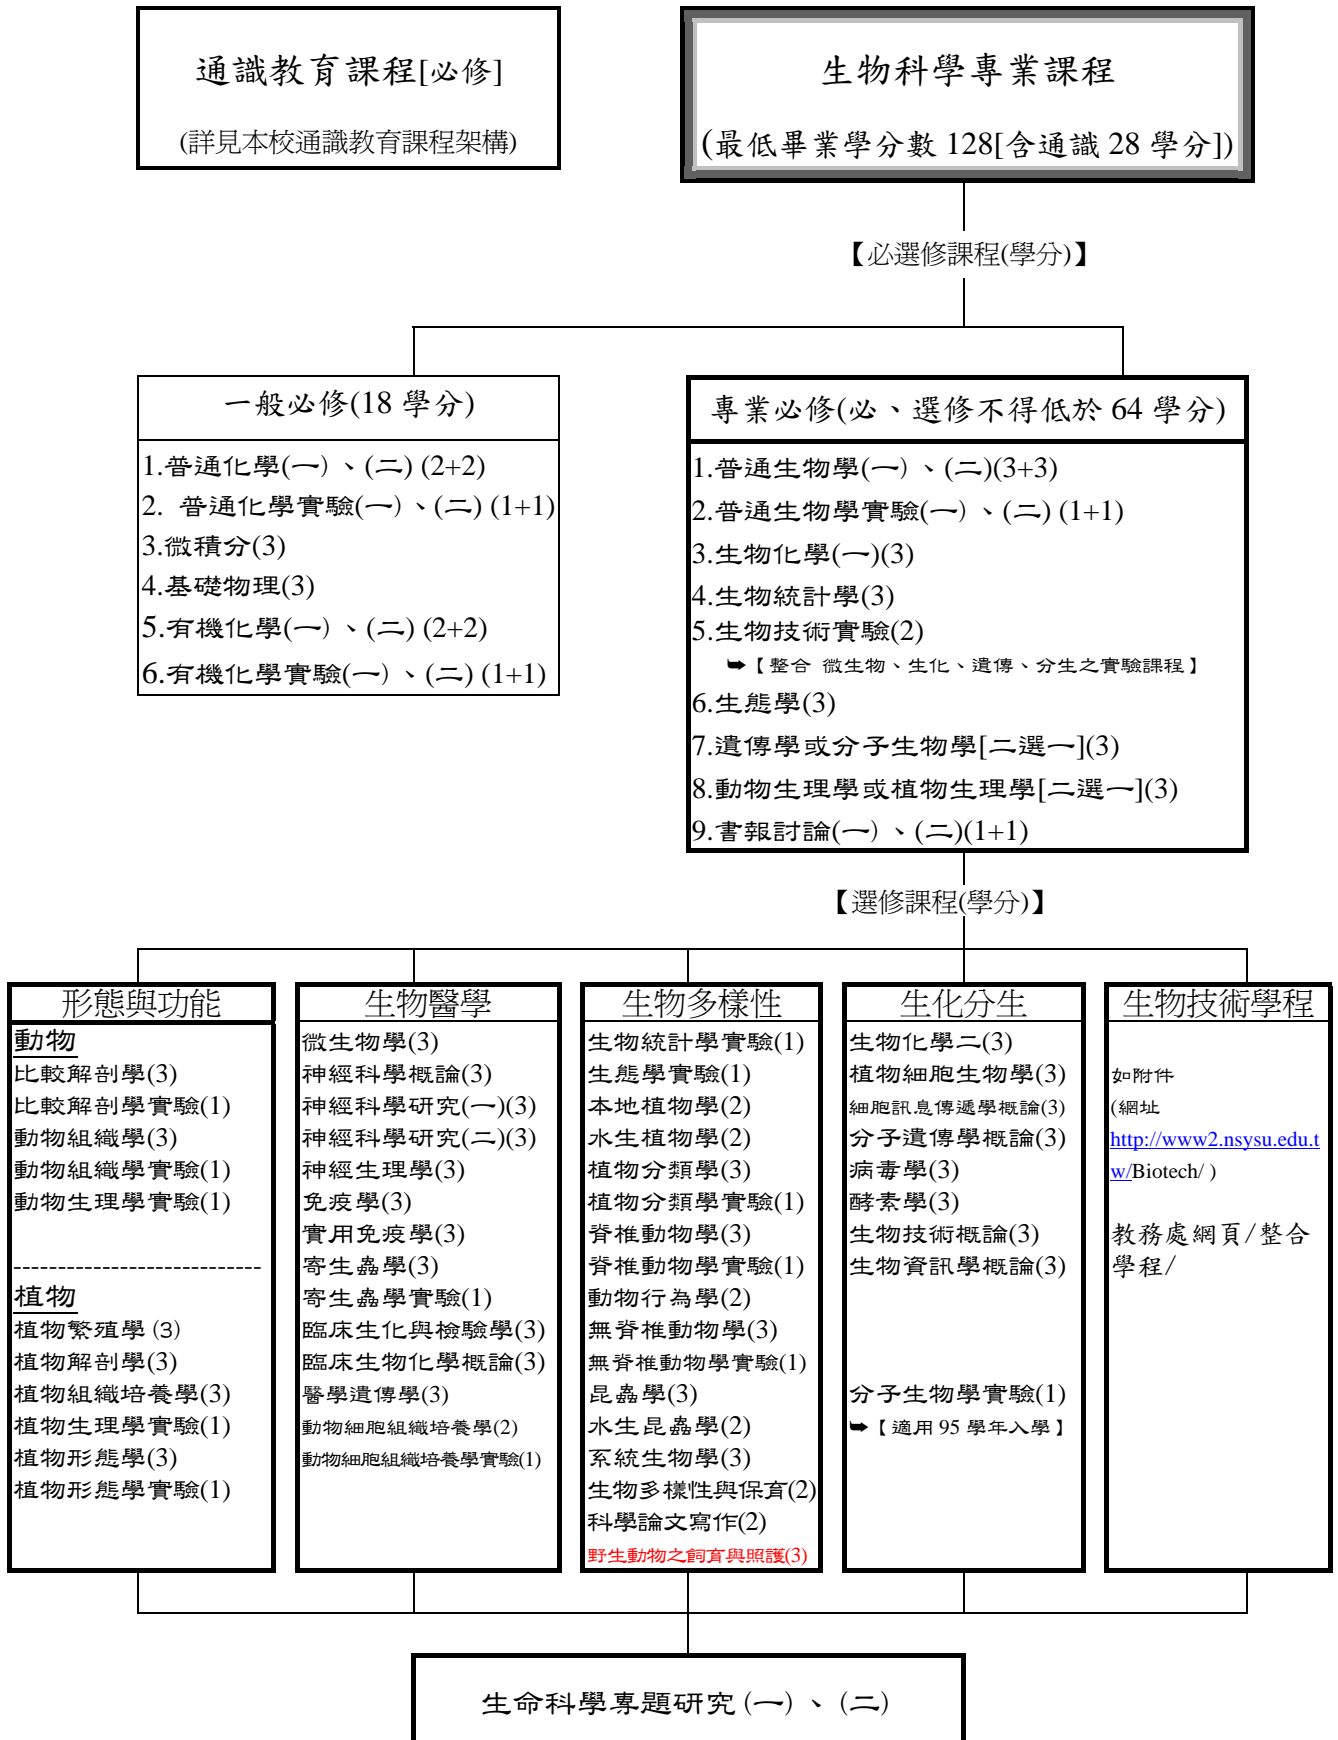 通識教育課程[必修]
(詳見本校通識教育課程架構)
生物科學專業課程
(最低畢業學分數 128[含通識 28 學分])
【必選修課程(學分)】
一般必修(18 學分)
1.普通化學(一)、(二) (2+2)
2. 普通化學實驗(一)、(二) (1+1)
3.微積分(3)
4.基礎物理(3)
5.有機化學(一)、(二) (2+2)
6.有機化學實驗(一)、(二) (1+1)
專業必修(必、選修不得低於 64 學分)
1.普通生物學(一)、(二)(3+3)
2.普通生物學實驗(一)、(二) (1+1)
3.生物化學(一)(3)
4.生物統計學(3)
5.生物技術實驗(2)
➥【整合 微生物、生化、遺傳、分生之實驗課程】
6.生態學(3)
7.遺傳學或分子生物學[二選一](3)
8.動物生理學或植物生理學[二選一](3)
9.書報討論(一)、(二)(1+1)
【選修課程(學分)】
形態與功能
動物
比較解剖學(3)
比較解剖學實驗(1)
動物組織學(3)
動物組織學實驗(1)
動物生理學實驗(1)
----------------------------
植物
植物繁殖學(3)
植物解剖學(3)
植物組織培養學(3)
植物生理學實驗(1)
植物形態學(3)
植物形態學實驗(1)
生物醫學
微生物學(3)
神經科學概論(3)
神經科學研究(一)(3)
神經科學研究(二)(3)
神經生理學(3)
免疫學(3)
實用免疫學(3)
寄生蟲學(3)
寄生蟲學實驗(1)
臨床生化與檢驗學(3)
臨床生物化學概論(3)
醫學遺傳學(3)
動物細胞組織培養學(2)
動物細胞組織培養學實驗(1)
生物多樣性
生物統計學實驗(1)
生態學實驗(1)
本地植物學(2)
水生植物學(2)
植物分類學(3)
植物分類學實驗(1)
脊椎動物學(3)
脊椎動物學實驗(1)
動物行為學(2)
無脊椎動物學(3)
無脊椎動物學實驗(1)
昆蟲學(3)
水生昆蟲學(2)
系統生物學(3)
生物多樣性與保育(2)
科學論文寫作(2)
野生動物之飼育與照護(3)
生化分生
生物化學二(3)
植物細胞生物學(3)
細胞訊息傳遞學概論(3)
分子遺傳學概論(3)
病毒學(3)
酵素學(3)
生物技術概論(3)
生物資訊學概論(3)
分子生物學實驗(1)
➥【適用 95 學年入學】
生物技術學程
如附件
(網址
http://www2.nsysu.edu.t
w/Biotech/ )
教務處網頁/整合
學程/
生命科學專題研究(一)、(二)